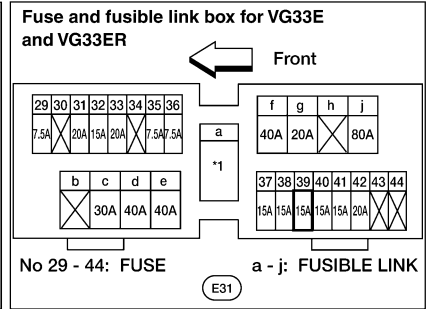 Fuse and fusible link box for VG33E
and VG33ER
Front
29 30 31 32 33 34 35 36
7.5A 20A 15A 20A 7.5A 7.5A
a
*1
f g h j
40A 20A 80A
b c d e
30A 40A 40A
37 38 39 40 41 42 43 44
15A 15A 15A 15A 15A 20A
No 29 - 44: FUSE
a - j: FUSIBLE LINK
E31